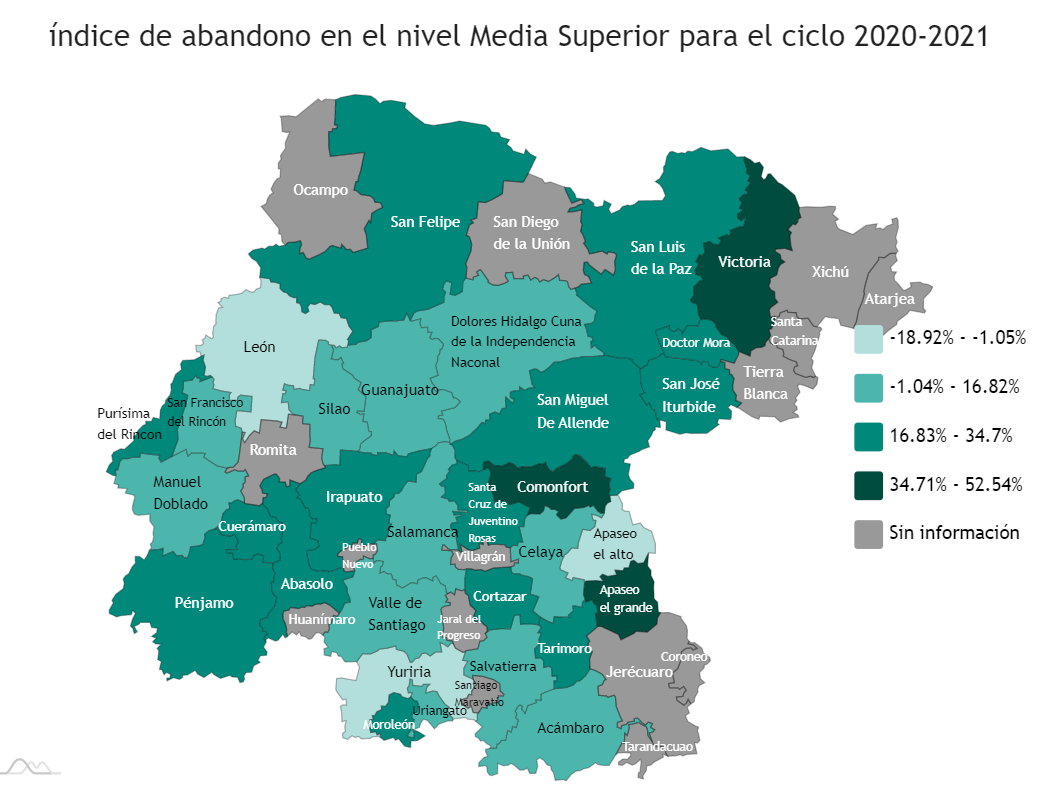 índice de abandono en el nivel Media Superior para el ciclo 2020-2021
Ocampo
San Felipe
San Diego
de la Unión
San Luis
de la Paz
Victoria
Xichú
Atarjea
Santa
Catarina
Doctor Mora
Tierra
Blanca
San José
Iturbide
León
Dolores Hidalgo Cuna
de la Independencia
Naconal
Guanajuato
Silao
San Miguel
De Allende
San Francisco
del Rincón
Purísima
del Rincon
Romita
Manuel
Doblado
Irapuato
Cuerámaro
Salamanca
Santa
Cruz de
Juventino
Rosas
Comonfort
Apaseo
el alto
Celaya
Villagrán
Pueblo
Nuevo
Abasolo
Pénjamo
Huanímaro
Valle de
Santiago
Cortazar
Apaseo
el grande
Jaral del
Progreso
Tarimoro
Coroneo
Jerécuaro
Salvatierra
Yuriria
Santiago
Maravatío
Uriangato
Moroleón
Acámbaro
Tarandacuao
-18.92% - -1.05%
-1.04% - 16.82%
16.83% - 34.7%
34.71% - 52.54%
Sin información